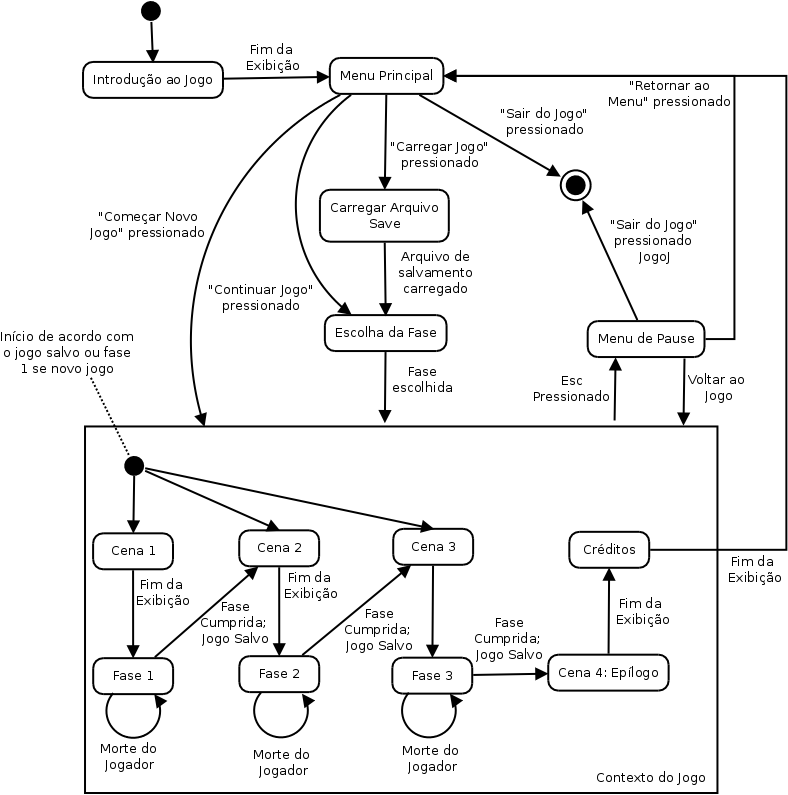 Introdução ao Jogo
Fim da
Exibição
Menu Principal
"Retornar ao
Menu" pressionado
"Sair do Jogo"
pressionado
"Carregar Jogo"
pressionado
Carregar Arquivo
Save
"Começar Novo
Jogo" pressionado
"Sair do Jogo"
pressionado
JogoJ
Arquivo de
salvamento
carregado
"Continuar Jogo"
pressionado
Escolha da Fase
Menu de Pause
Início de acordo com
o jogo salvo ou fase
1 se novo jogo
Fase
escolhida
Esc
Pressionado
Voltar ao
Jogo
Cena 1
Cena 2
Cena 3
Créditos
Fim da
Exibição
Fim da
Exibição
Fim da
Exibição
Fase
Cumprida;
Jogo Salvo
Fase
Cumprida;
Jogo Salvo
Fase
Cumprida;
Jogo Salvo
Fim da
Exibição
Fase 1
Fase 2
Fase 3
Cena 4: Epílogo
Morte do
Jogador
Morte do
Jogador
Morte do
Jogador
Contexto do Jogo